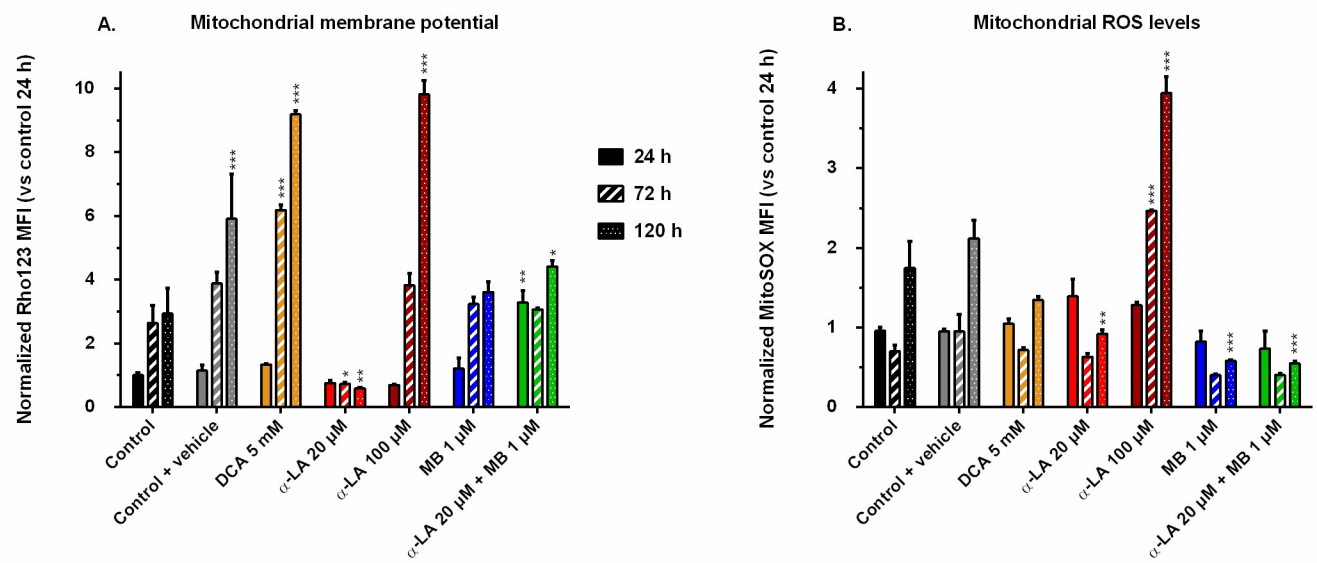 A.
Mitochondrial membrane potential
Normalized Rho123 MFI (vs control 24 h)
10
8
6
4
2
0
***
***
***
*
**
***
**
*
Control
Control + vehicle
DCA 5 mM
α-LA 20 µM
α-LA 100 µM
MB 1 µM
α-LA 20 µM + MB 1 µM
24 h
72 h
120 h
B.
Mitochondrial ROS levels
Normalized MitoSOX MFI (vs control 24 h)
4
3
2
1
0
**
***
***
***
***
Control
Control + vehicle
DCA 5 mM
α-LA 20 µM
α-LA 100 µM
MB 1 µM
α-LA 20 µM + MB 1 µM